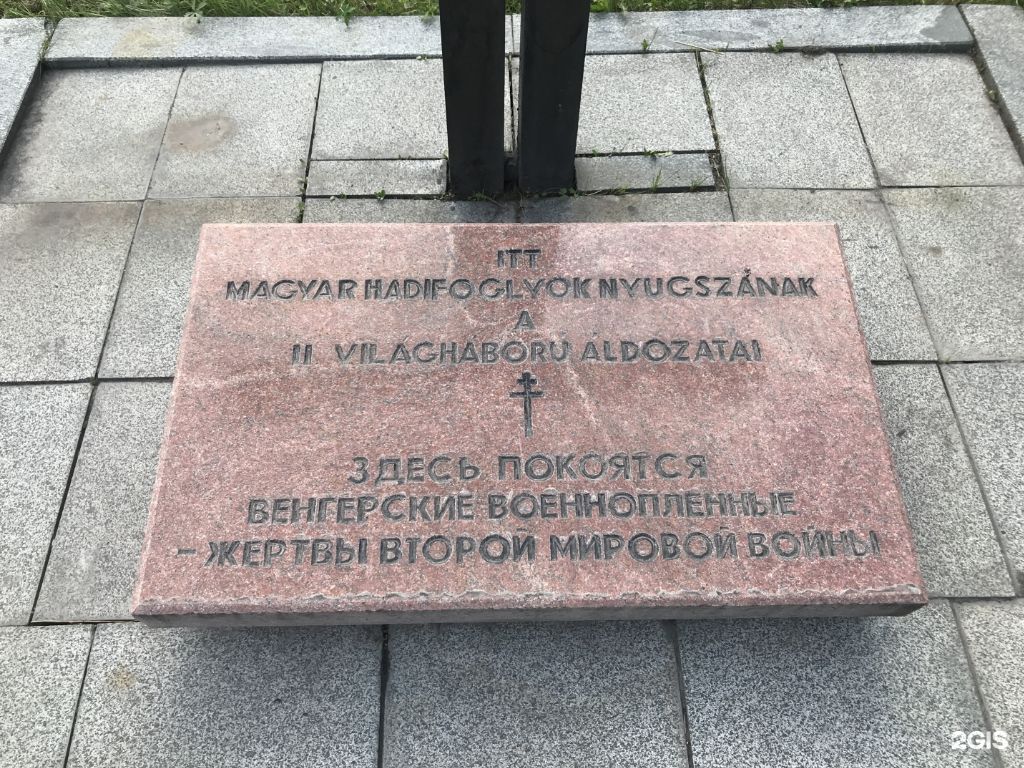 ITT
MAGYAR HADIFOGLYOK NYUGSZÁNAK
A
II. VILÁGHÁBORÚ ÁLDOZATAI
ЗДЕСЬ ПОКОЯТСЯ
ВЕНГЕРСКИЕ ВОЕННОПЛЕННЫЕ
– ЖЕРТВЫ ВТОРОЙ МИРОВОЙ ВОЙНЫ
2GIS